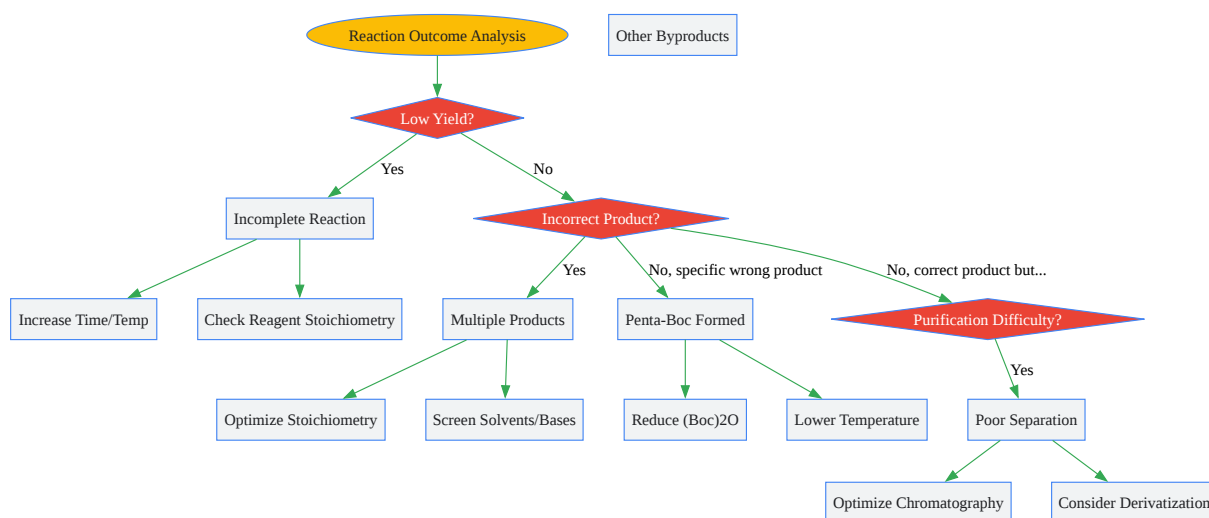 Reaction Outcome Analysis
Other Byproducts
Low Yield?
Yes
No
Incomplete Reaction
Incorrect Product?
Yes
No, specific wrong product
No, correct product but...
Increase Time/Temp
Check Reagent Stoichiometry
Multiple Products
Penta-Boc Formed
Purification Difficulty?
Yes
Optimize Stoichiometry
Screen Solvents/Bases
Reduce (Boc)2O
Lower Temperature
Poor Separation
Optimize Chromatography
Consider Derivatization